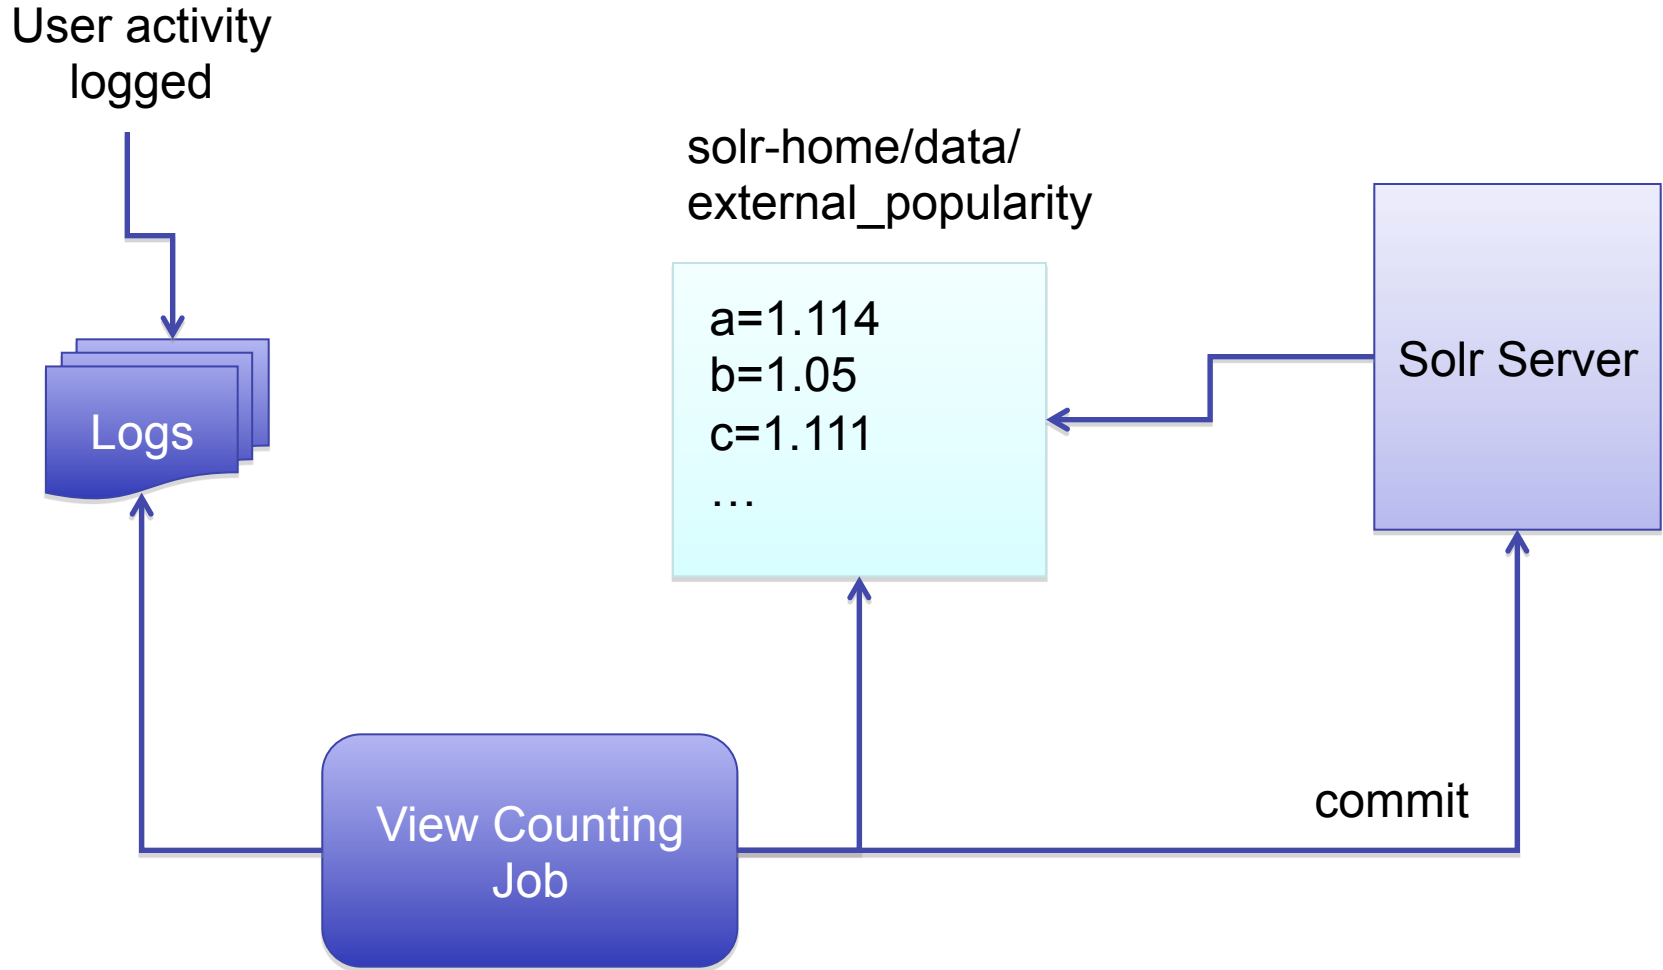 User activity
logged
solr-home/data/
external_popularity
a=1.114
b=1.05
c=1.111
…
Solr Server
Logs
View Counting
Job
commit